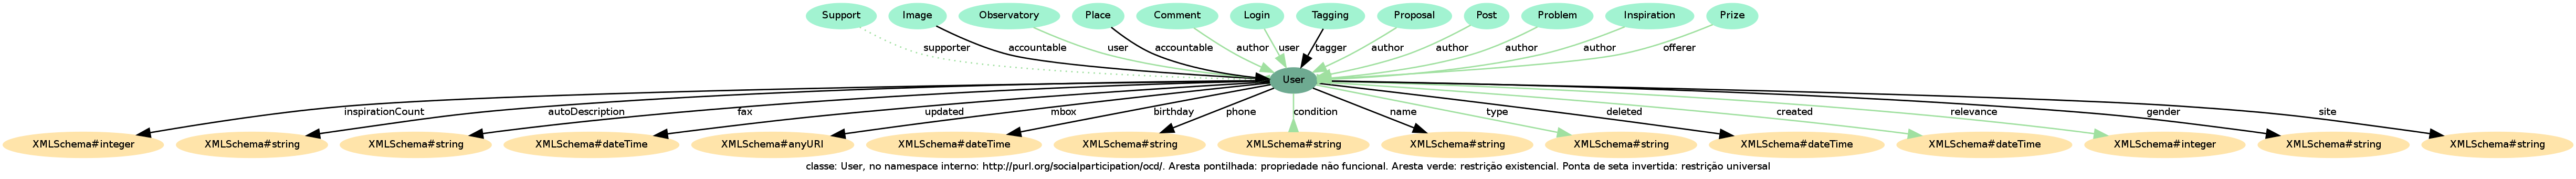 Support Image Observatory Place Comment Login Tagging Proposal Post Problem Inspiration Prize
supporter accountable user accountable author user tagger author author author author offerer
User
inspirationCount autoDescription fax updated mbox birthday phone condition name type deleted created relevance gender site
XMLSchema#integer XMLSchema#string XMLSchema#string XMLSchema#dateTime XMLSchema#anyURI XMLSchema#dateTime XMLSchema#string XMLSchema#string XMLSchema#string XMLSchema#string XMLSchema#dateTime XMLSchema#dateTime XMLSchema#integer XMLSchema#string XMLSchema#string
classe: User, no namespace interno: http://purl.org/socialparticipation/ocd/. Aresta pontilhada: propriedade não funcional. Aresta verde: restrição existencial. Ponta de seta invertida: restrição universal